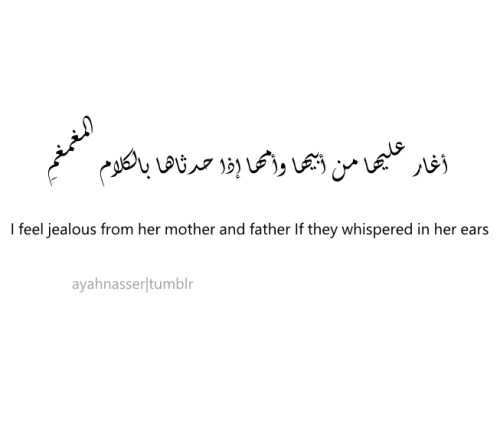 أغار عليها من أبيها وأمها إذا حدثاها بالكلام المغمغمِ
I feel jealous from her mother and father If they whispered in her ears
ayahnasser|tumblr